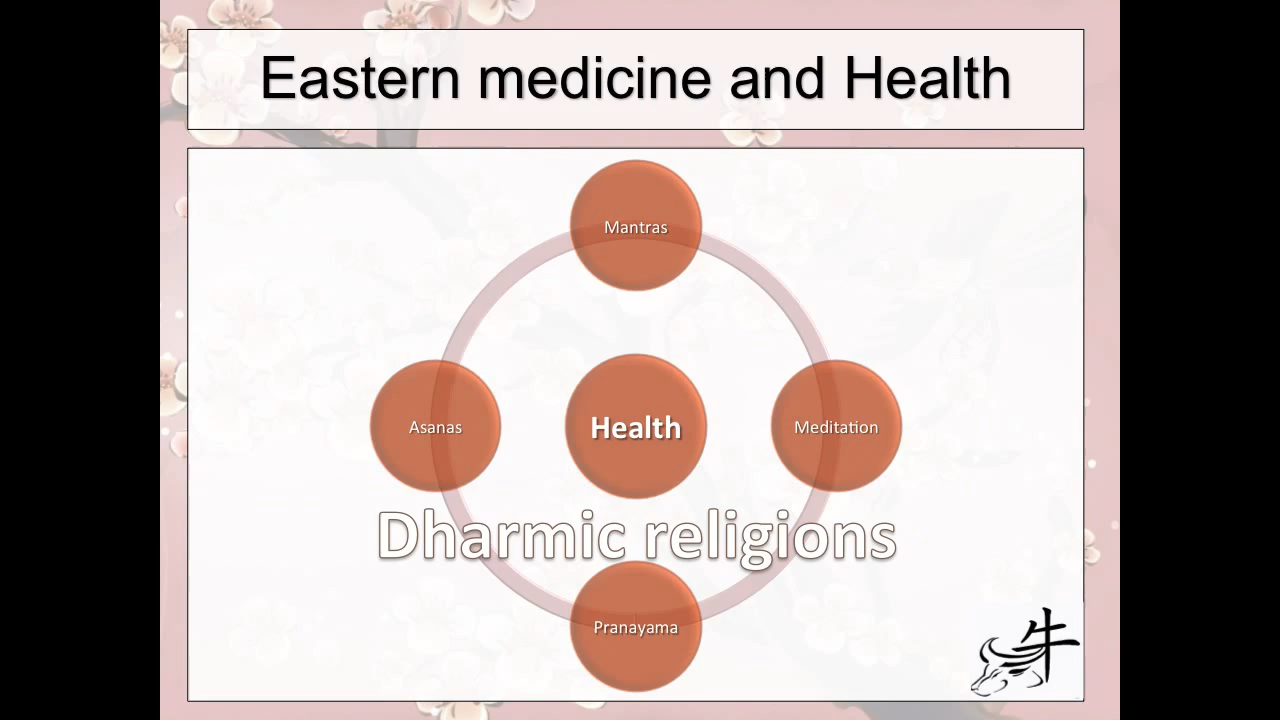 Eastern medicine and Health
Mantras
Asanas
Health
Meditation
Dharmic religions
Pranayama
牛